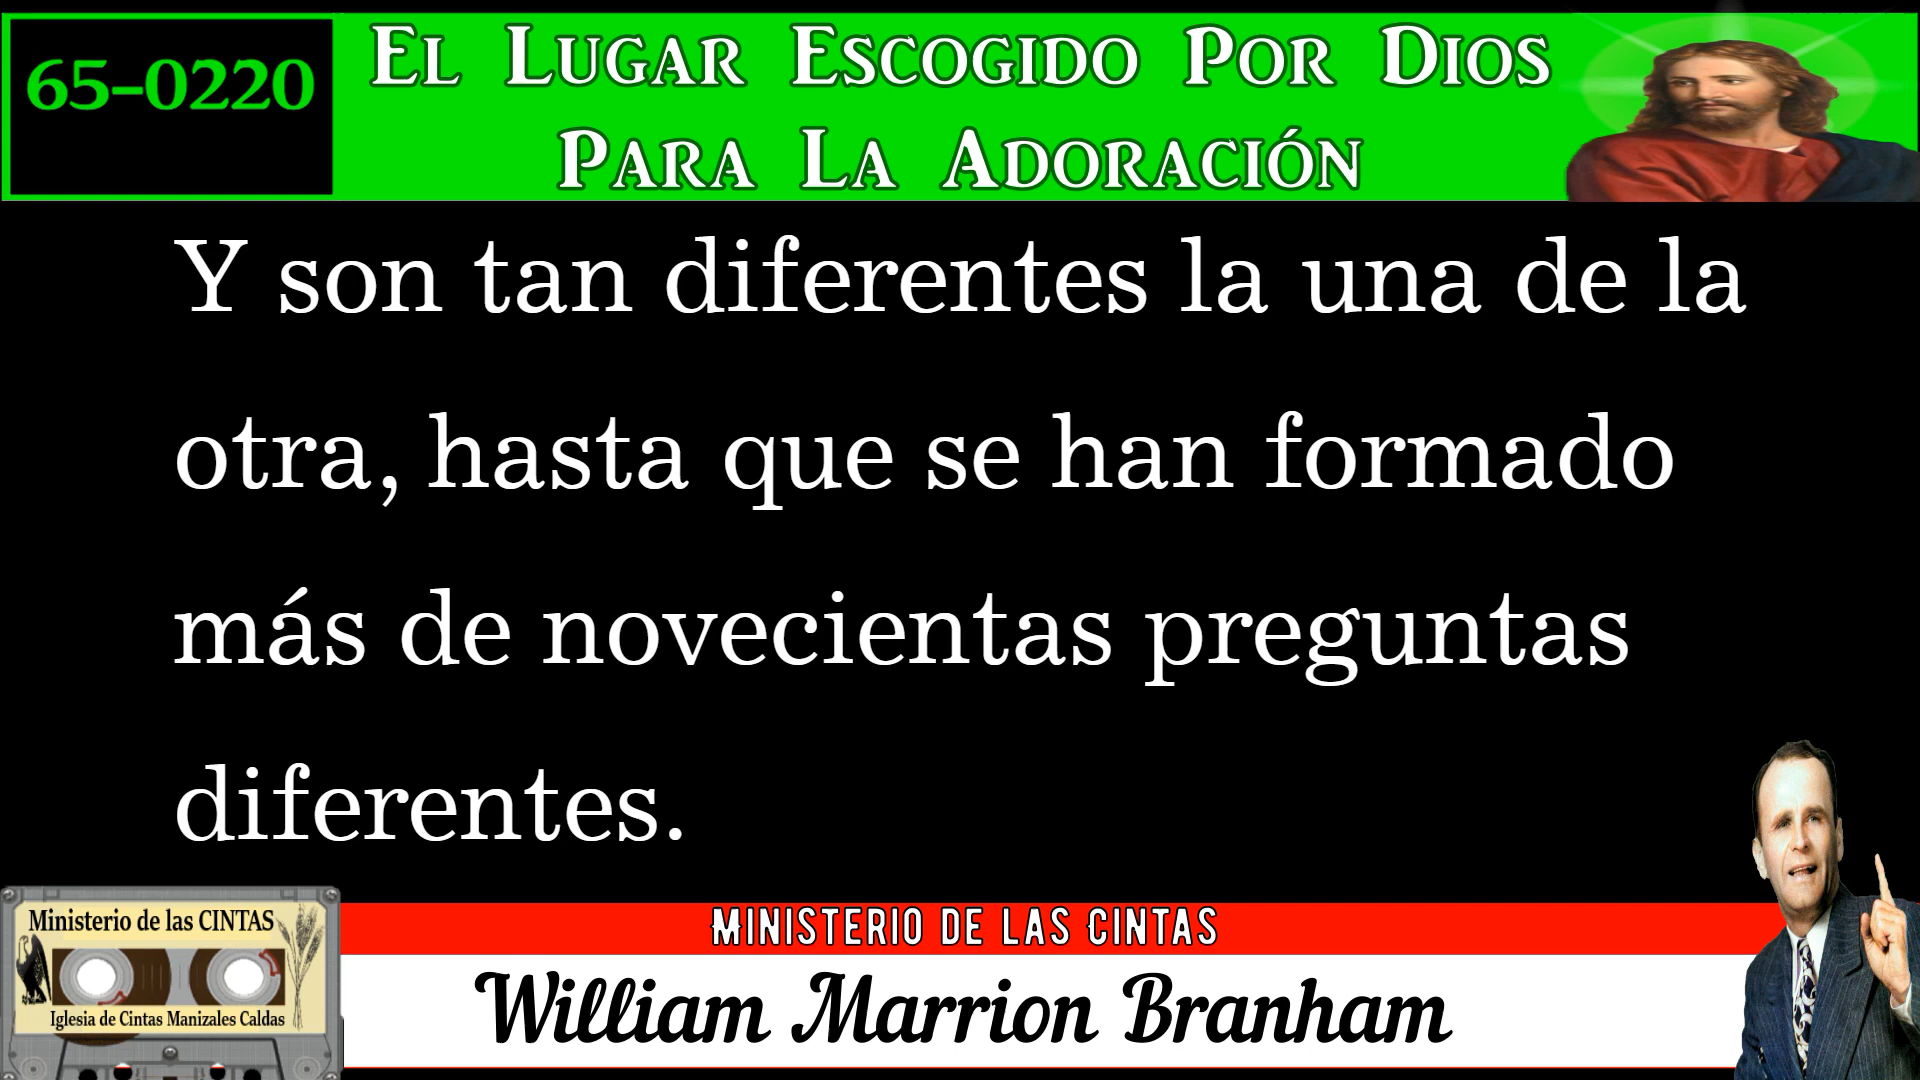 65-0220
El Lugar Escogido Por Dios
Para La Adoración
Y son tan diferentes la una de la
otra, hasta que se han formado
más de novecientas preguntas
diferentes.
Ministerio de las CINTAS
Iglesia de Cintas Manizales Caldas
MINISTERIO DE LAS CINTAS
William Marrion Branham